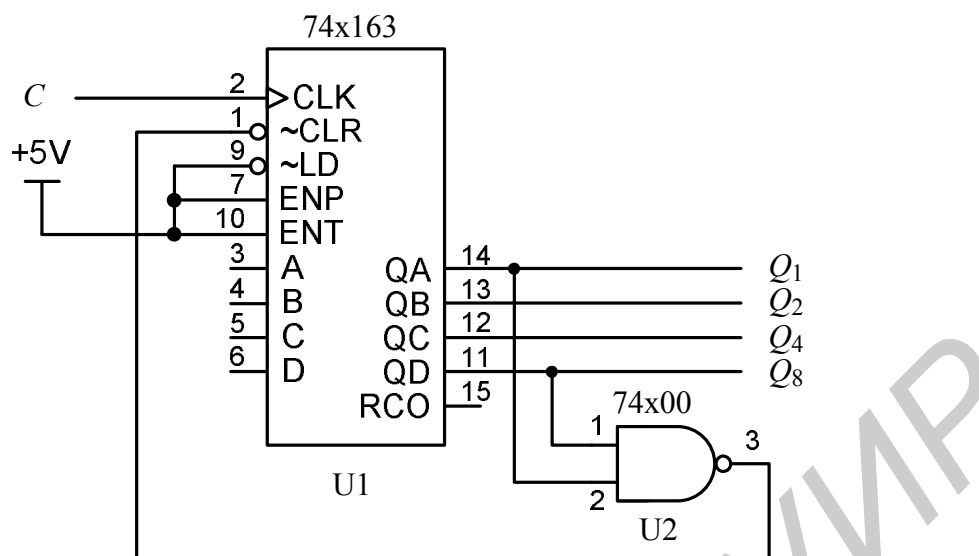 74x163
C
2
CLK
1
~CLR
+5V
9
~LD
7
ENP
10
ENT
3
A
QA
14
Q1
4
B
QB
13
Q2
5
C
QC
12
Q4
6
D
QD
11
Q8
RCO
15
74x00
1
3
2
U1
U2
УИР